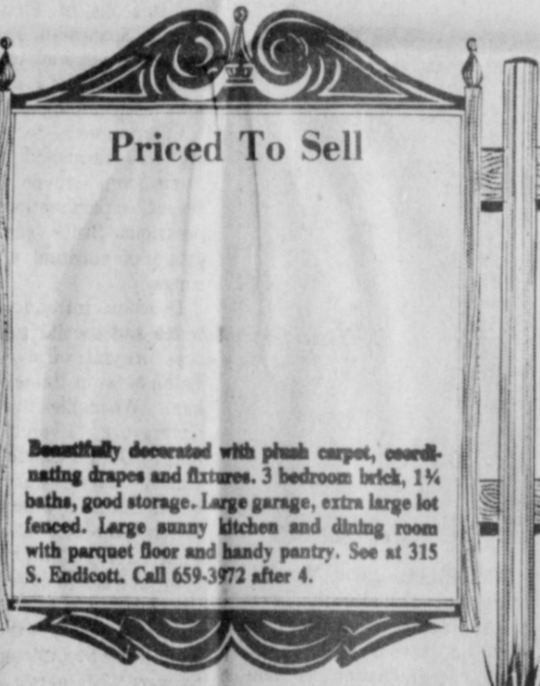 Priced To Sell
Beautifully decorated with plush carpet, coordi-
nating drapes and fixtures. 3 bedroom brick, 1¾
baths, good storage. Large garage, extra large lot
fenced. Large sunny kitchen and dining room
with parquet floor and handy pantry. See at 315
S. Endicott. Call 659-3972 after 4.